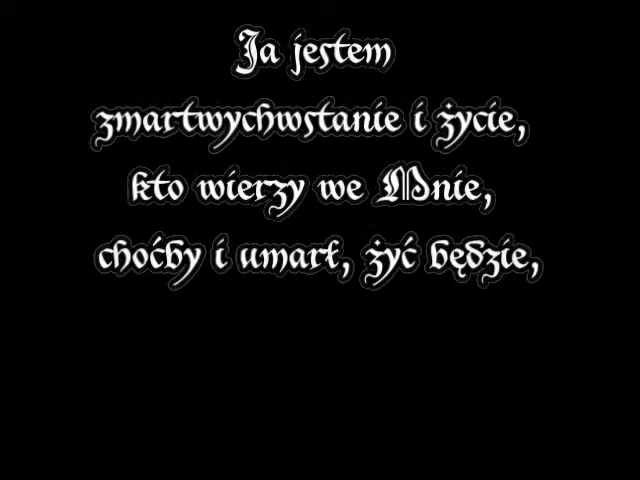 Ja jestem
zmartwychwstanie i życie,
kto wierzy we Mnie,
choćby i umarł, żyć będzie,